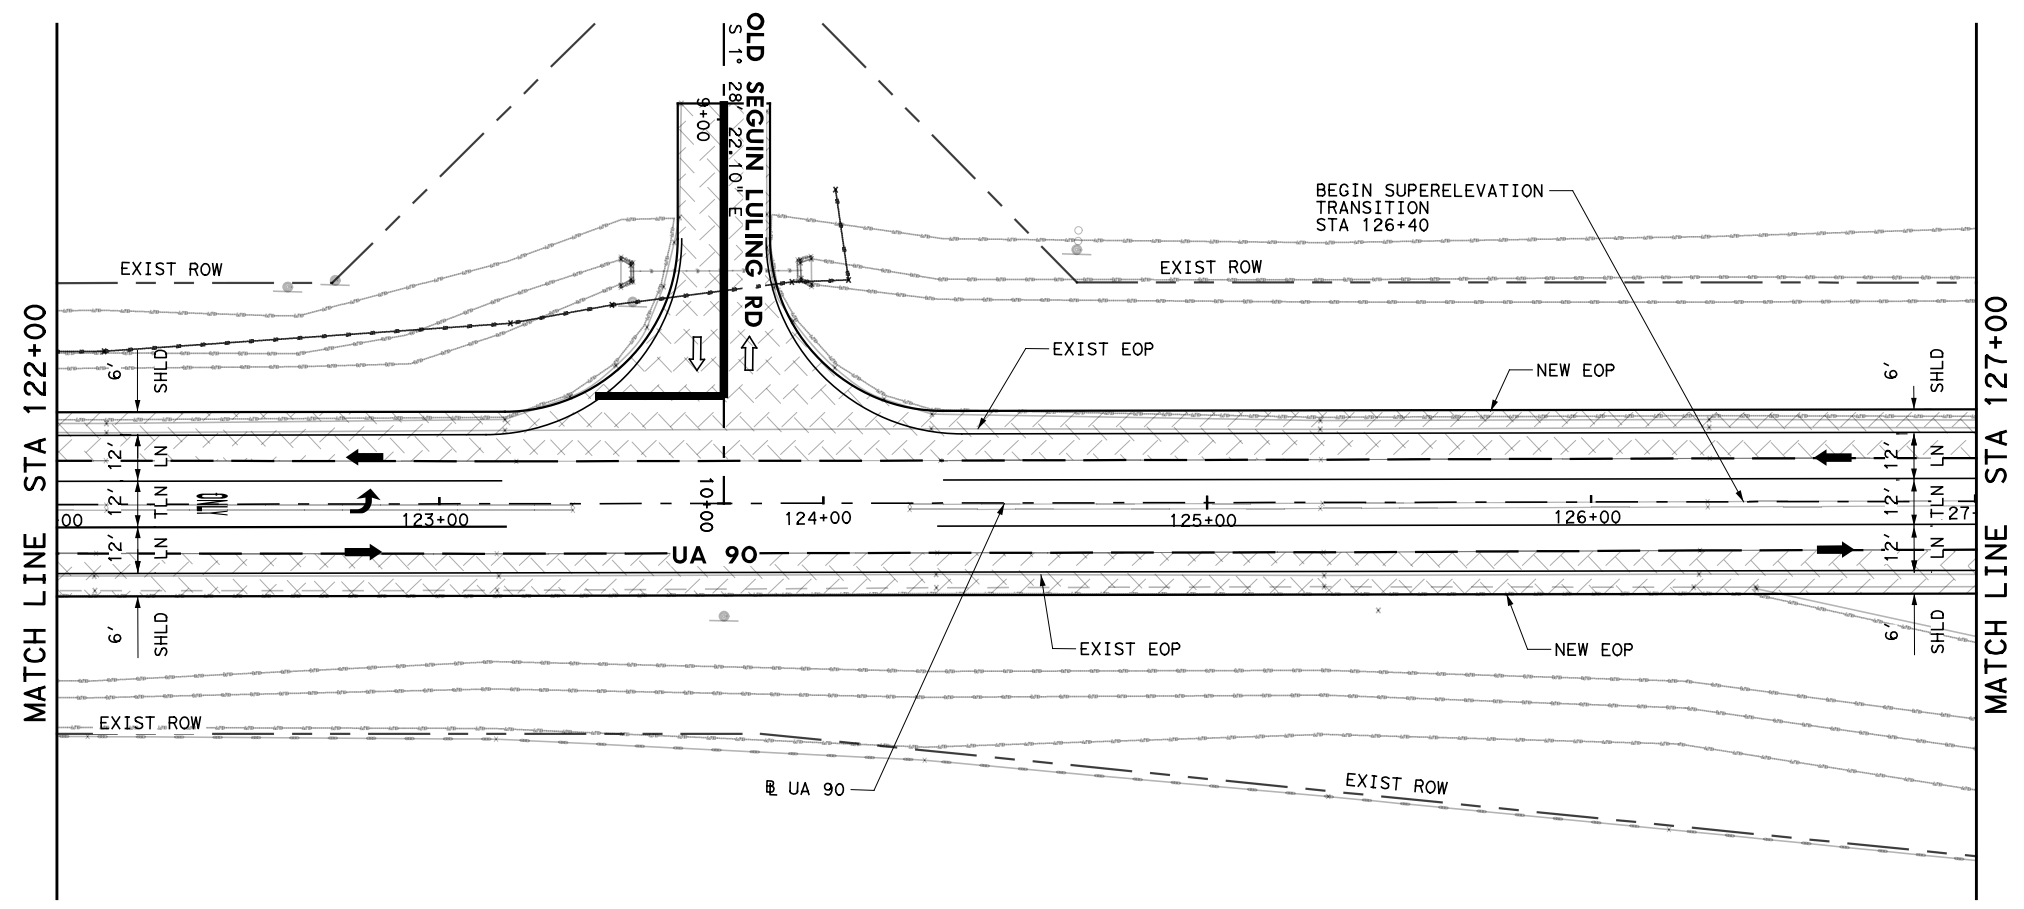 OLD SEGUIN LULING RD
S 1° 28' 22.10" E
9+00
10+00
BEGIN SUPERELEVATION
TRANSITION
STA 126+40
EXIST ROW
EXIST ROW
MATCH LINE STA 122+00
MATCH LINE STA 127+00
6'
SHLD
EXIST EOP
NEW EOP
6'
SHLD
12'
LN
12'
LN
12'
TLN
ONLY
12'
TLN
00
123+00
124+00
125+00
126+00
27
12'
LN
UA 90
12'
LN
6'
SHLD
EXIST EOP
NEW EOP
6'
SHLD
EXIST ROW
BL UA 90
EXIST ROW